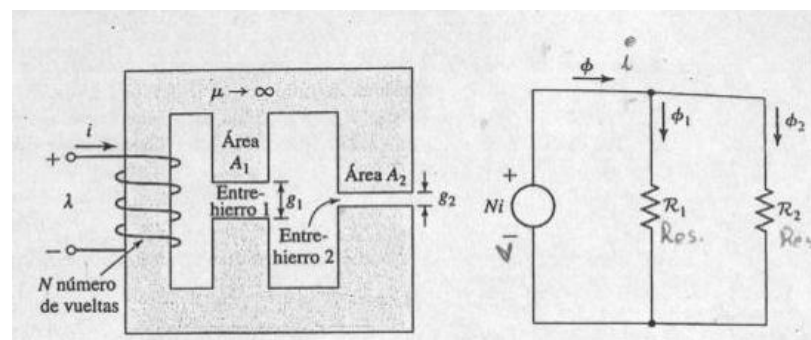 μ → ∞
i
+
λ
−
N número
de vueltas
Área
A₁
Entre-
hierro 1
g₁
Entre-
hierro 2
Área A₂
g₂
ϕ
i
ϕ₁
ϕ₂
+
Ni
−
ℛ₁
Res.
ℛ₂
Res